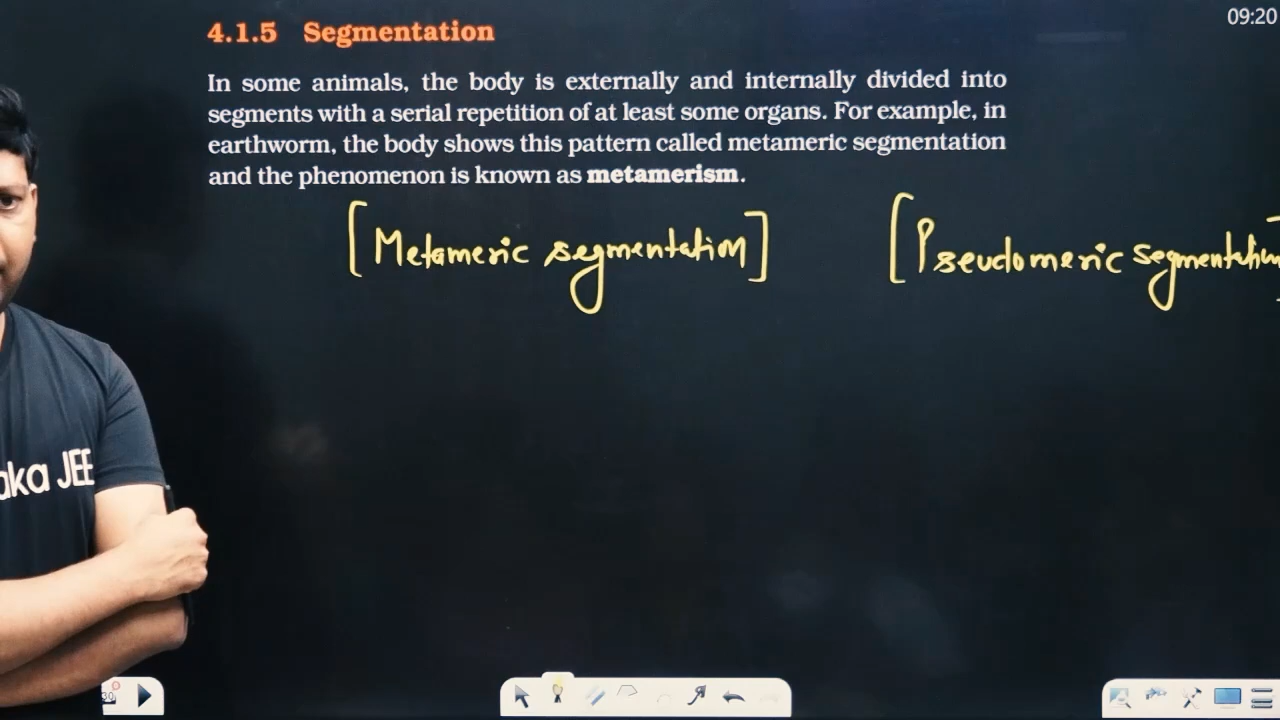 09:20
4.1.5 Segmentation
In some animals, the body is externally and internally divided into
segments with a serial repetition of at least some organs. For example, in
earthworm, the body shows this pattern called metameric segmentation
and the phenomenon is known as metamerism.
[Metameric segmentation] [Pseudomeric segmentation]
JEE
30